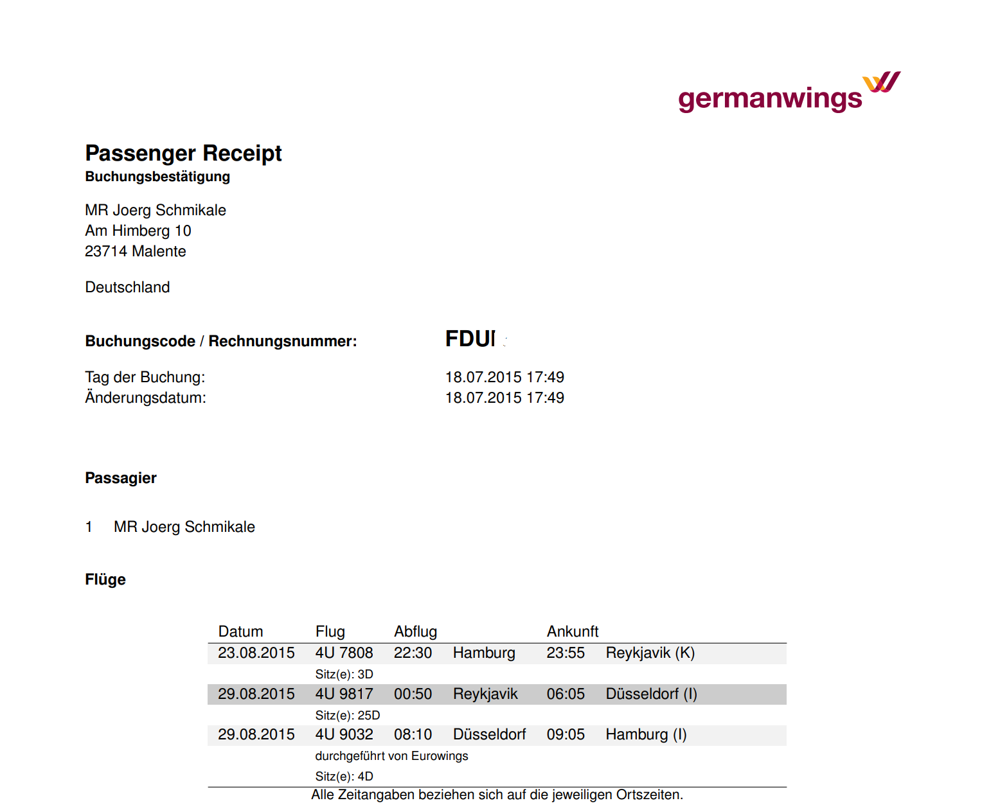 germanwings
Passenger Receipt
Buchungsbestätigung
MR Joerg Schmikale
Am Himberg 10
23714 Malente
Deutschland
Buchungscode / Rechnungsnummer:
Tag der Buchung: 18.07.2015 17:49
Änderungsdatum: 18.07.2015 17:49
Passagier
1 MR Joerg Schmikale
Flüge
Datum Flug Abflug Ankunft
23.08.2015 4U 7808 22:30 Hamburg 23:55 Reykjavik (K)
Sitz(e): 3D
29.08.2015 4U 9817 00:50 Reykjavik 06:05 Düsseldorf (I)
Sitz(e): 25D
29.08.2015 4U 9032 08:10 Düsseldorf 09:05 Hamburg (I)
durchgeführt von Eurowings
Sitz(e): 4D
Alle Zeitangaben beziehen sich auf die jeweiligen Ortszeiten.